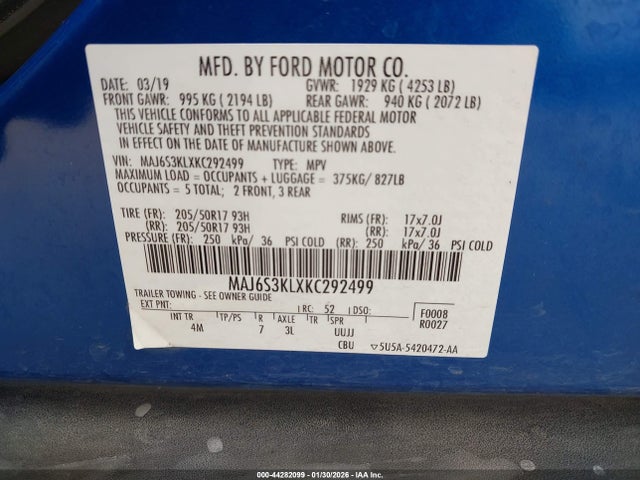 MFD. BY FORD MOTOR CO.
DATE: 03/19 GVWR: 1929 KG ( 4253 LB)
FRONT GAWR: 995 KG ( 2194 LB) REAR GAWR: 940 KG ( 2072 LB)
THIS VEHICLE CONFORMS TO ALL APPLICABLE FEDERAL MOTOR
VEHICLE SAFETY AND THEFT PREVENTION STANDARDS
IN EFFECT ON THE DATE OF MANUFACTURE SHOWN ABOVE.
VIN: MAJ6S3KLXKC292499 TYPE: MPV
MAXIMUM LOAD = OCCUPANTS + LUGGAGE = 375KG/ 827LB
OCCUPANTS = 5 TOTAL; 2 FRONT, 3 REAR
TIRE (FR): 205/50R17 93H RIMS (FR): 17x7.0J
(RR): 205/50R17 93H (RR): 17x7.0J
PRESSURE (FR): 250 kPa/ 36 PSI COLD (RR): 250 kPa/ 36 PSI COLD
MAJ6S3KLXKC292499
TRAILER TOWING - SEE OWNER GUIDE
EXT PNT: RC: 52 DSO: F0008
INT TR TP/PS R AXLE TR SPR R0027
4M 7 3L UUJJ
CBU 5U5A-5420472-AA
000-44282099 | 01/30/2026 - IAAI.COM